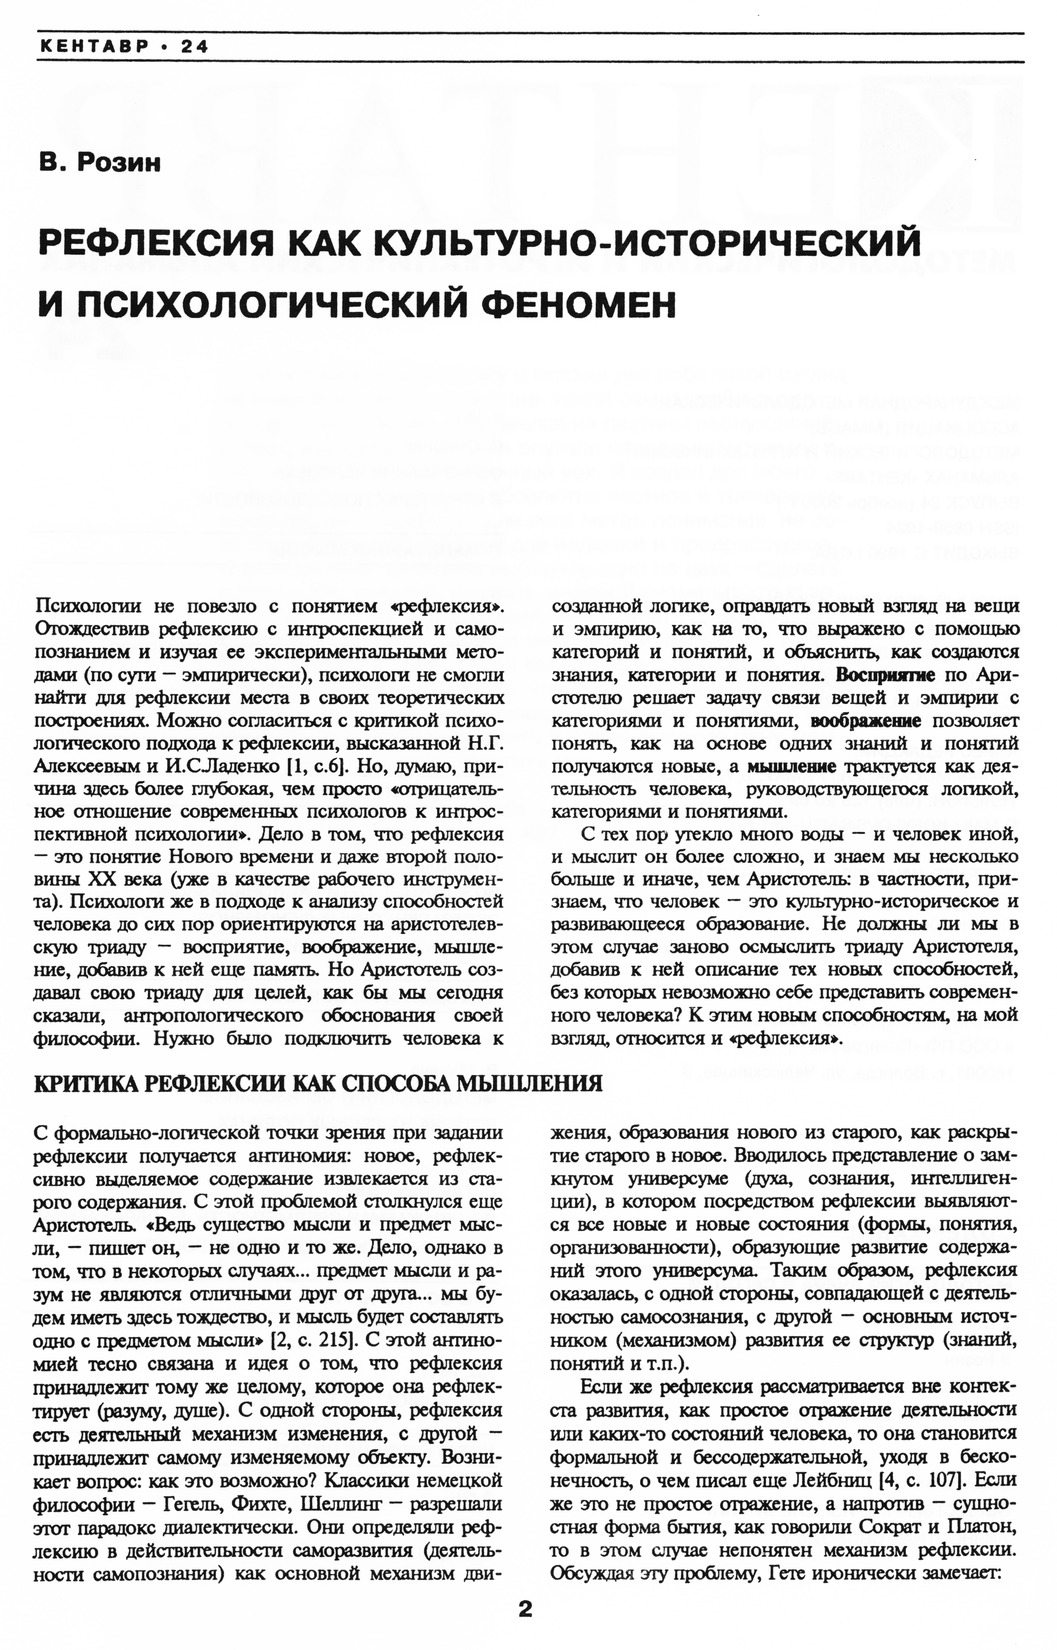 КЕНТАВР • 24
В. Розин
РЕФЛЕКСИЯ КАК КУЛЬТУРНО-ИСТОРИЧЕСКИЙ
И ПСИХОЛОГИЧЕСКИЙ ФЕНОМЕН
Психологии не повезло с понятием «рефлексия».
Отождествив рефлексию с интроспекцией и само-
познанием и изучая ее экспериментальными мето-
дами (по сути — эмпирически), психологи не смогли
найти для рефлексии места в своих теоретических
построениях. Можно согласиться с критикой психо-
логического подхода к рефлексии, высказанной Н.Г.
Алексеевым и И.С.Ладенко [1, с.6]. Но, думаю, при-
чина здесь более глубокая, чем просто «отрицатель-
ное отношение современных психологов к интрос-
пективной психологии». Дело в том, что рефлексия
— это понятие Нового времени и даже второй поло-
вины XX века (уже в качестве рабочего инструмен-
та). Психологи же в подходе к анализу способностей
человека до сих пор ориентируются на аристотелев-
скую триаду — восприятие, воображение, мышле-
ние, добавив к ней еще память. Но Аристотель соз-
давал свою триаду для целей, как бы мы сегодня
сказали, антропологического обоснования своей
философии. Нужно было подключить человека к
созданной логике, оправдать новый взгляд на вещи
и эмпирию, как на то, что выражено с помощью
категорий и понятий, и объяснить, как создаются
знания, категории и понятия. Восприятие по Ари-
стотелю решает задачу связи вещей и эмпирии с
категориями и понятиями, воображение позволяет
понять, как на основе одних знаний и понятий
получаются новые, а мышление трактуется как дея-
тельность человека, руководствующегося логикой,
категориями и понятиями.
С тех пор утекло много воды — и человек иной,
и мыслит он более сложно, и знаем мы несколько
больше и иначе, чем Аристотель: в частности, при-
знаем, что человек — это культурно-историческое и
развивающееся образование. Не должны ли мы в
этом случае заново осмыслить триаду Аристотеля,
добавив к ней описание тех новых способностей,
без которых невозможно себе представить современ-
ного человека? К этим новым способностям, на мой
взгляд, относится и «рефлексия».
КРИТИКА РЕФЛЕКСИИ КАК СПОСОБА МЫШЛЕНИЯ
С формально-логической точки зрения при задании
рефлексии получается антиномия: новое, рефлек-
сивно выделяемое содержание извлекается из ста-
рого содержания. С этой проблемой столкнулся еще
Аристотель. «Ведь существо мысли и предмет мыс-
ли, — пишет он, — не одно и то же. Дело, однако в
том, что в некоторых случаях... предмет мысли и ра-
зум не являются отличными друг от друга... мы бу-
дем иметь здесь тождество, и мысль будет составлять
одно с предметом мысли» [2, с. 215]. С этой антино-
мией тесно связана и идея о том, что рефлексия
принадлежит тому же целому, которое она рефлек-
тирует (разуму, душе). С одной стороны, рефлексия
есть деятельный механизм изменения, с другой —
принадлежит самому изменяемому объекту. Возни-
кает вопрос: как это возможно? Классики немецкой
философии — Гегель, Фихте, Шеллинг — разрешали
этот парадокс диалектически. Они определяли реф-
лексию в действительности саморазвития (деятель-
ности самопознания) как основной механизм дви-
жения, образования нового из старого, как раскры-
тие старого в новое. Вводилось представление о зам-
кнутом универсуме (духа, сознания, интеллиген-
ции), в котором посредством рефлексии выявляют-
ся все новые и новые состояния (формы, понятия,
организованности), образующие развитие содержа-
ний этого универсума. Таким образом, рефлексия
оказалась, с одной стороны, совпадающей с деятель-
ностью самосознания, с другой — основным источ-
ником (механизмом) развития ее структур (знаний,
понятий и т.п.).
Если же рефлексия рассматривается вне контек-
ста развития, как простое отражение деятельности
или каких-то состояний человека, то она становится
формальной и бессодержательной, уходя в беско-
нечность, о чем писал еще Лейбниц [4, с. 107]. Если
же это не простое отражение, а напротив — сущно-
стная форма бытия, как говорили Сократ и Платон,
то в этом случае непонятен механизм рефлексии.
Обсуждая эту проблему, Гете иронически замечает:
2